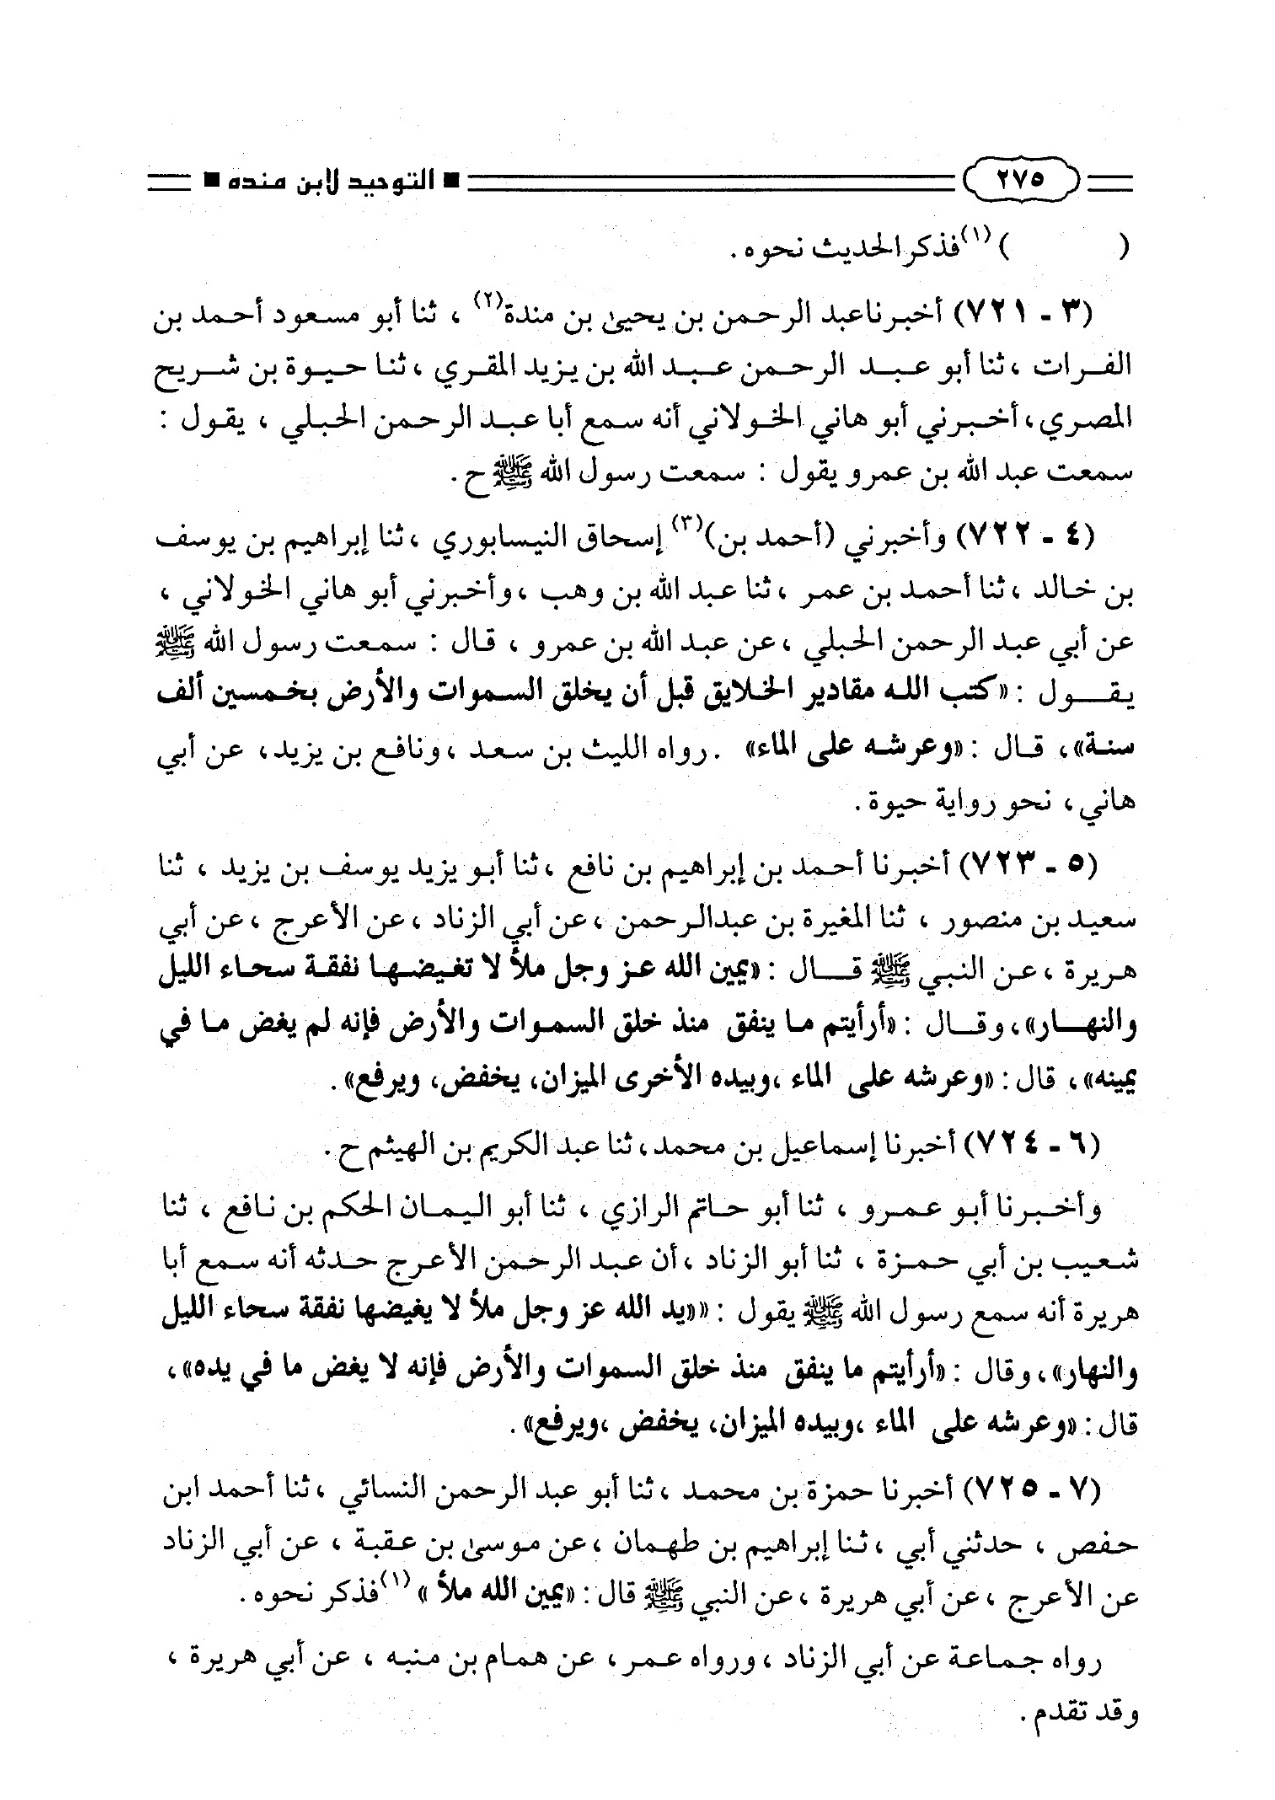 ٢٧٥ ■ التوحيد لابن منده ■
( )(١) فذكر الحديث نحوه .
(٣ - ٧٢١) أخبرنا عبد الرحمن بن يحيىٰ بن مندة(٢) ، ثنا أبو مسعود أحمد بن
الفرات ، ثنا أبو عبد الرحمن عبد الله بن يزيد المقري ، ثنا حيوة بن شريح
المصري، أخبرني أبو هاني الخولاني أنه سمع أبا عبد الرحمن الحبلي ، يقول :
سمعت عبد الله بن عمرو يقول : سمعت رسول الله ﷺ ح .
(٤ - ٧٢٢) وأخبرني (أحمد بن)(٣) إسحاق النيسابوري ، ثنا إبراهيم بن يوسف
بن خالد ، ثنا أحمد بن عمر ، ثنا عبد الله بن وهب ، وأخبرني أبو هاني الخولاني ،
عن أبي عبد الرحمن الحبلي ، عن عبد الله بن عمرو ، قال : سمعت رسول الله ﷺ
يقول : «كتب الله مقادير الخلايق قبل أن يخلق السموات والأرض بخمسين ألف
سنة»، قال : «وعرشه على الماء» . رواه الليث بن سعد ، ونافع بن يزيد، عن أبي
هاني، نحو رواية حيوة .
(٥ - ٧٢٣) أخبرنا أحمد بن إبراهيم بن نافع ، ثنا أبو يزيد يوسف بن يزيد ، ثنا
سعيد بن منصور ، ثنا المغيرة بن عبدالرحمن ، عن أبي الزناد ، عن الأعرج ، عن أبي
هريرة ، عن النبي ﷺ قال : «يمين الله عز وجل ملأ لا تغيضها نفقة سحاء الليل
والنهار»، وقال : «أرأيتم ما ينفق منذ خلق السموات والأرض فإنه لم يغض ما في
يمينه»، قال : «وعرشه على الماء ، وبيده الأخرى الميزان، يخفض، ويرفع» .
(٦ - ٧٢٤) أخبرنا إسماعيل بن محمد، ثنا عبد الكريم بن الهيثم ح .
وأخبرنا أبو عمرو ، ثنا أبو حاتم الرازي ، ثنا أبو اليمان الحكم بن نافع ، ثنا
شعيب بن أبي حمزة ، ثنا أبو الزناد ، أن عبد الرحمن الأعرج حدثه أنه سمع أبا
هريرة أنه سمع رسول الله ﷺ يقول : ««يد الله عز وجل ملأ لا يغيضها نفقة سحاء الليل
والنهار»، وقال : «أرأيتم ما ينفق منذ خلق السموات والأرض فإنه لا يغض ما في يده»،
قال : «وعرشه على الماء ، وبيده الميزان، يخفض ، ويرفع» .
(٧ - ٧٢٥) أخبرنا حمزة بن محمد ، ثنا أبو عبد الرحمن النسائي ، ثنا أحمد ابن
حفص ، حدثني أبي ، ثنا إبراهيم بن طهمان ، عن موسىٰ بن عقبة ، عن أبي الزناد
عن الأعرج ، عن أبي هريرة ، عن النبي ﷺ قال : «يمين الله ملأ »(١) فذكر نحوه .
رواه جماعة عن أبي الزناد ، ورواه عمر، عن همام بن منبه ، عن أبي هريرة ،
وقد تقدم .